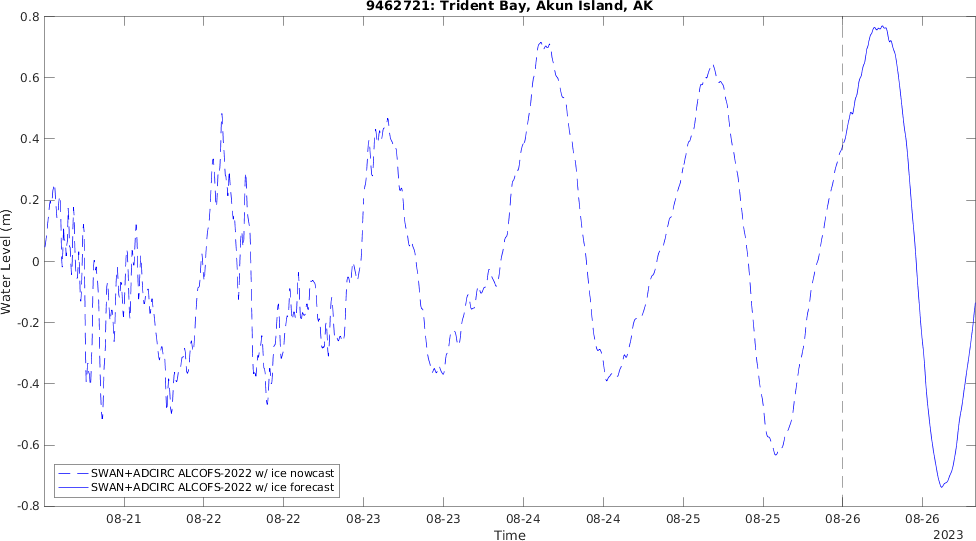 9462721: Trident Bay, Akun Island, AK
0.8
0.6
0.4
0.2
0
-0.2
-0.4
-0.6
-0.8
Water Level (m)
SWAN+ADCIRC ALCOFS-2022 w/ ice nowcast
SWAN+ADCIRC ALCOFS-2022 w/ ice forecast
08-21 08-22 08-22 08-23 08-23 08-24 08-24 08-25 08-25 08-26 08-26
Time
2023